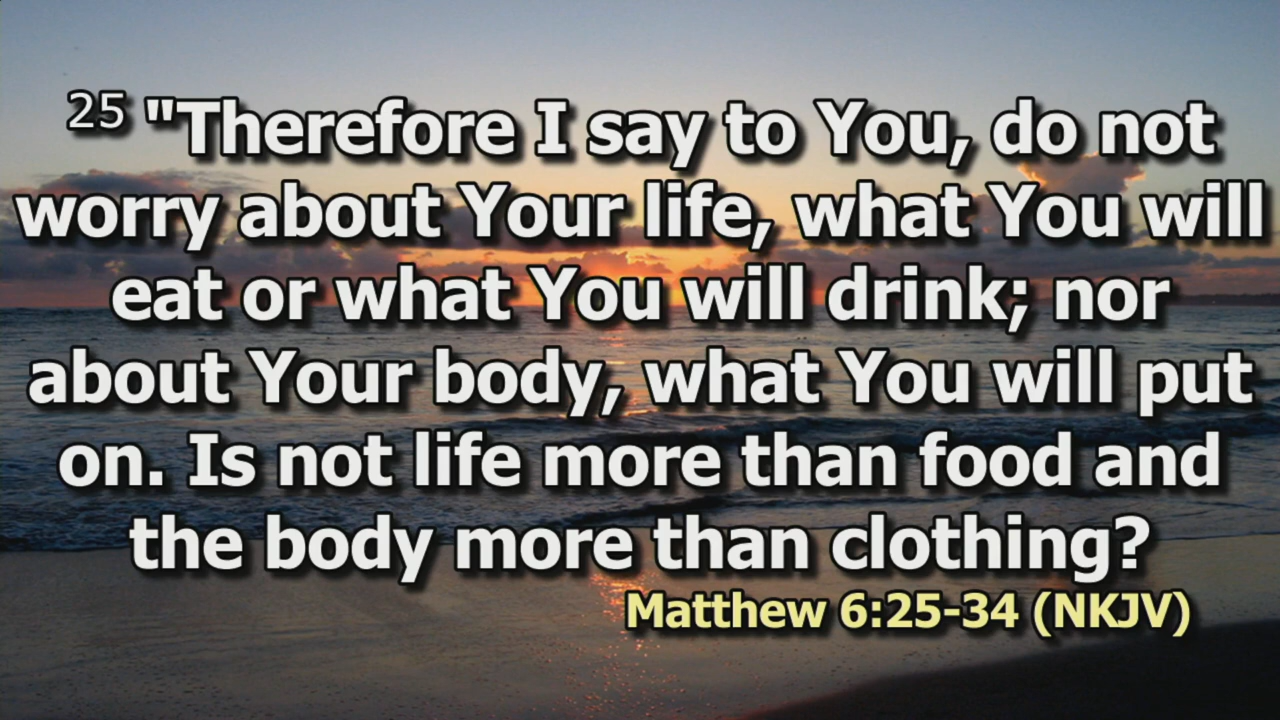 25 "Therefore I say to You, do not
worry about Your life, what You will
eat or what You will drink; nor
about Your body, what You will put
on. Is not life more than food and
the body more than clothing?
Matthew 6:25-34 (NKJV)